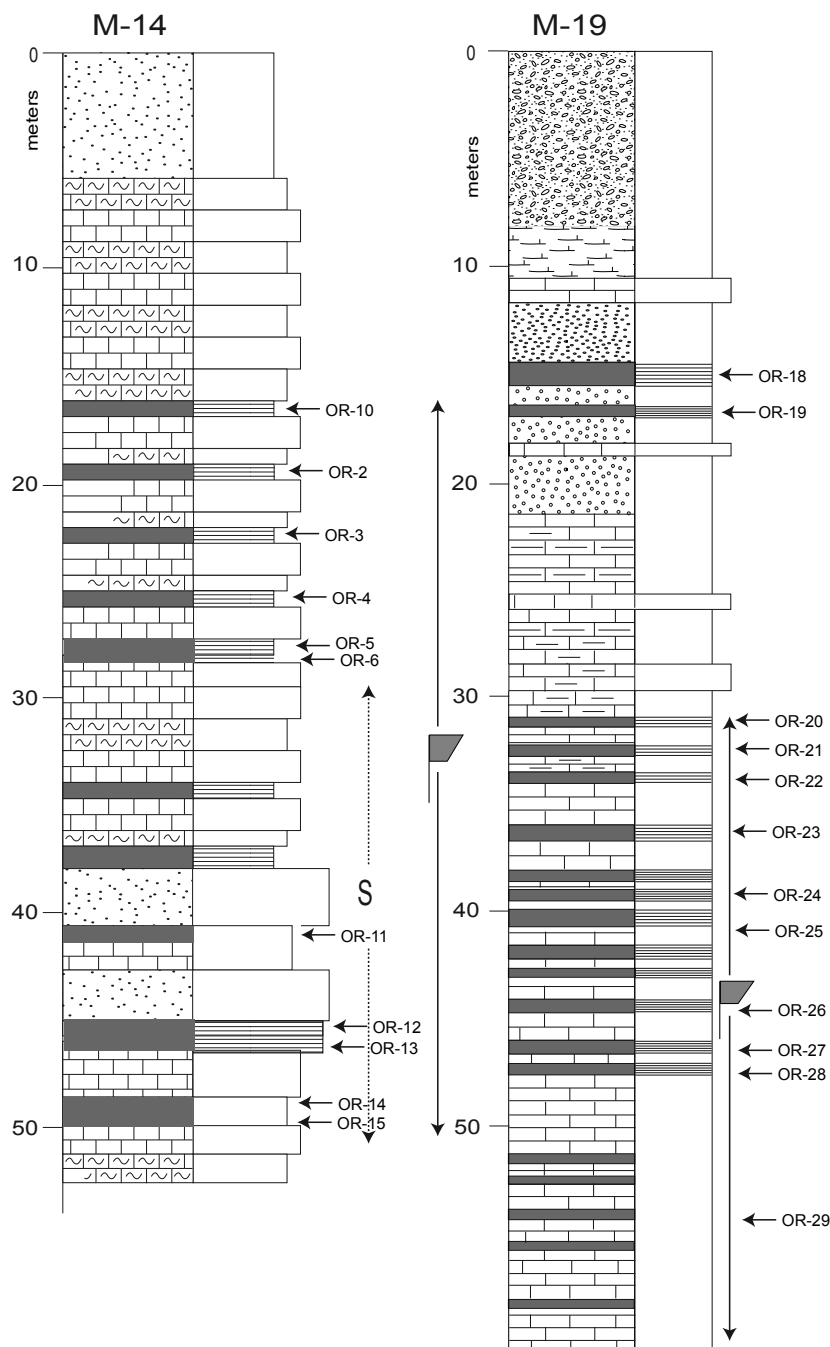 M-14
0
meters
10
20
30
40
50
OR-10
OR-2
OR-3
OR-4
OR-5
OR-6
S
OR-11
OR-12
OR-13
OR-14
OR-15
M-19
0
meters
10
20
30
40
50
OR-18
OR-19
OR-20
OR-21
OR-22
OR-23
OR-24
OR-25
OR-26
OR-27
OR-28
OR-29